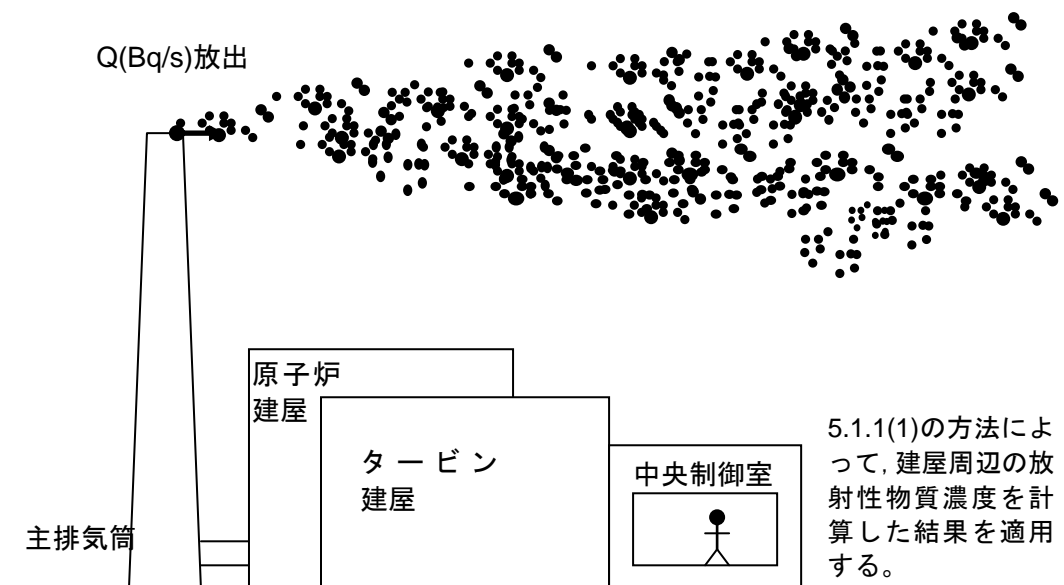 Q(Bq/s)放出
原子炉
建屋
タービン
建屋
中央制御室
主排気筒
5.1.1(1)の方法によ
って, 建屋周辺の放
射性物質濃度を計
算した結果を適用
する。